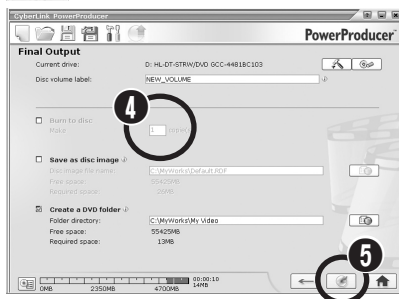 CyberLink PowerProducer
PowerProducer
Final Output
Current drive: D: HL-DT-STRW/DVD GCC-4481BC103
Disc volume label: NEW_VOLUME
4
Burn to disc
Make 1 copies
Save as disc image
Disc image file name: C:\MyWorks\Default.RDF
Free space: 55425MB
Required space: 26MB
Create a DVD folder
Folder directory: C:\MyWorks\My Video
Free space: 55425MB
Required space: 13MB
5
00:00:10
14MB
0MB 2350MB 4700MB